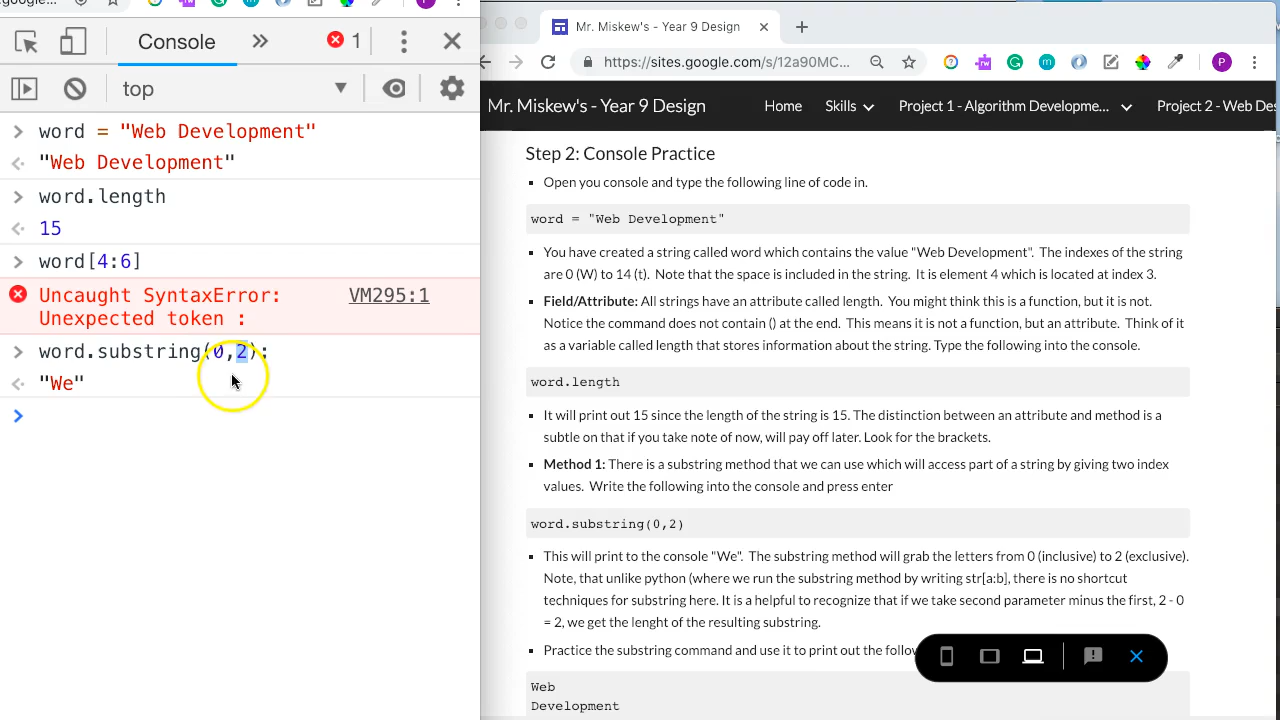 Console
1
top
word = "Web Development"
"Web Development"
word.length
15
word[4:6]
Uncaught SyntaxError: VM295:1
Unexpected token :
word.substring(0,2);
"We"
Mr. Miskew's - Year 9 Design
https://sites.google.com/s/12a90MC...
Mr. Miskew's - Year 9 Design Home Skills Project 1 - Algorithm Developme... Project 2 - Web Des
Step 2: Console Practice
Open you console and type the following line of code in.
word = "Web Development"
You have created a string called word which contains the value "Web Development". The indexes of the string
are 0 (W) to 14 (t). Note that the space is included in the string. It is element 4 which is located at index 3.
Field/Attribute: All strings have an attribute called length. You might think this is a function, but it is not.
Notice the command does not contain () at the end. This means it is not a function, but an attribute. Think of it
as a variable called length that stores information about the string. Type the following into the console.
word.length
It will print out 15 since the length of the string is 15. The distinction between an attribute and method is a
subtle on that if you take note of now, will pay off later. Look for the brackets.
Method 1: There is a substring method that we can use which will access part of a string by giving two index
values. Write the following into the console and press enter
word.substring(0,2)
This will print to the console "We". The substring method will grab the letters from 0 (inclusive) to 2 (exclusive).
Note, that unlike python (where we run the substring method by writing str[a:b], there is no shortcut
techniques for substring here. It is a helpful to recognize that if we take second parameter minus the first, 2 - 0
= 2, we get the lenght of the resulting substring.
Practice the substring command and use it to print out the follow
Web
Development